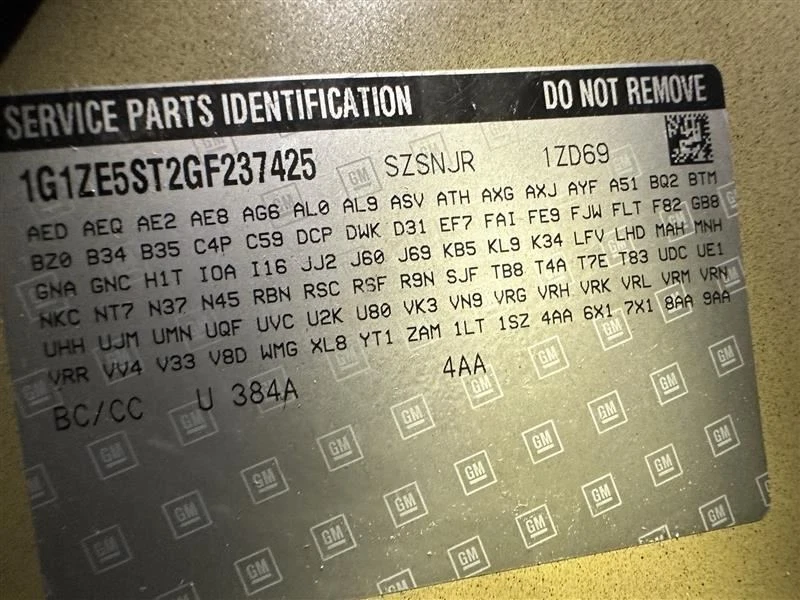 SERVICE PARTS IDENTIFICATION DO NOT REMOVE
1G1ZE5ST2GF237425 SZSNJR 1ZD69
AED AEQ AE2 AE8 AG6 AL0 AL9 ASV ATH AXG AXJ AYF A51 BQ2 BTM
BZ0 B34 B35 C4P C59 DCP DWK D31 EF7 FAI FE9 FJW FLT F82 GB8
GNA GNC H1T IOA I16 JJ2 J60 J69 KB5 KL9 K34 LFV LHD MAH MNH
NKC NT7 N37 N45 RBN RSC RSF R9N SJF TB8 T4A T7E T83 UDC UE1
UHH UJM UMN UQF UVC U2K U80 VK3 VN9 VRG VRH VRK VRL VRM VRN
VRR VV4 V33 V8D WMG XL8 YT1 ZAM 1LT 1SZ 4AA 6X1 7X1 8AA 9AA
BC/CC U 384A 4AA